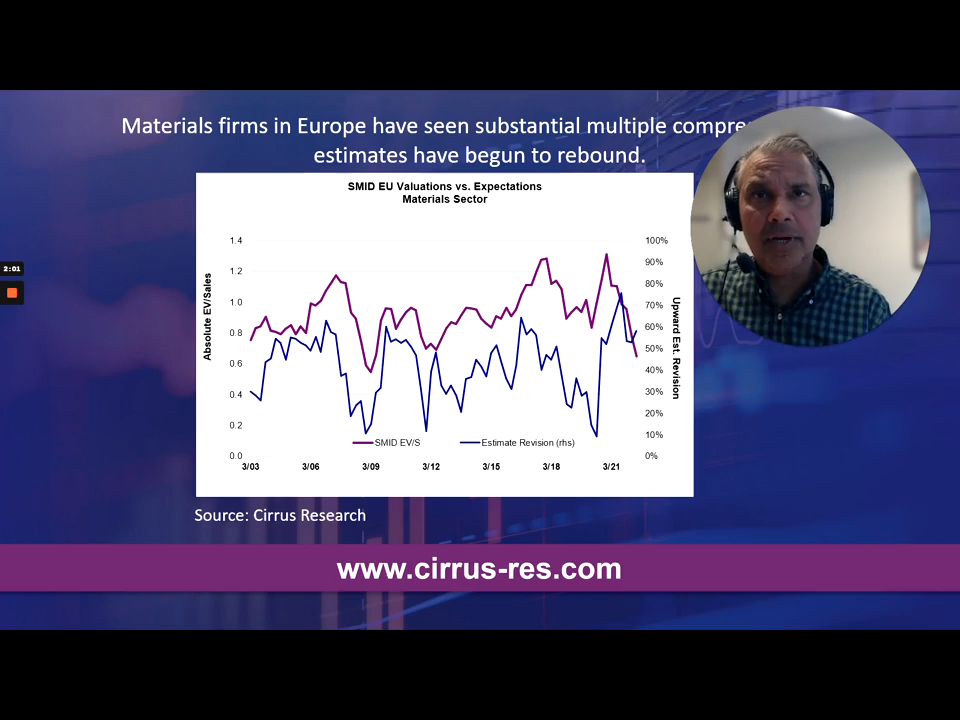 Materials firms in Europe have seen substantial multiple
estimates have begun to rebound.
SMID EU Valuations vs. Expectations
Materials Sector
Absolute EV/Sales
1.4
1.2
1.0
0.8
0.6
0.4
0.2
0.0
100%
90%
80%
70%
60%
50%
40%
30%
20%
10%
0%
Upward Est. Revision
SMID EV/S
Estimate Revision (rhs)
3/03
3/06
3/09
3/12
3/15
3/18
3/21
2:01
Source: Cirrus Research
www.cirrus-res.com